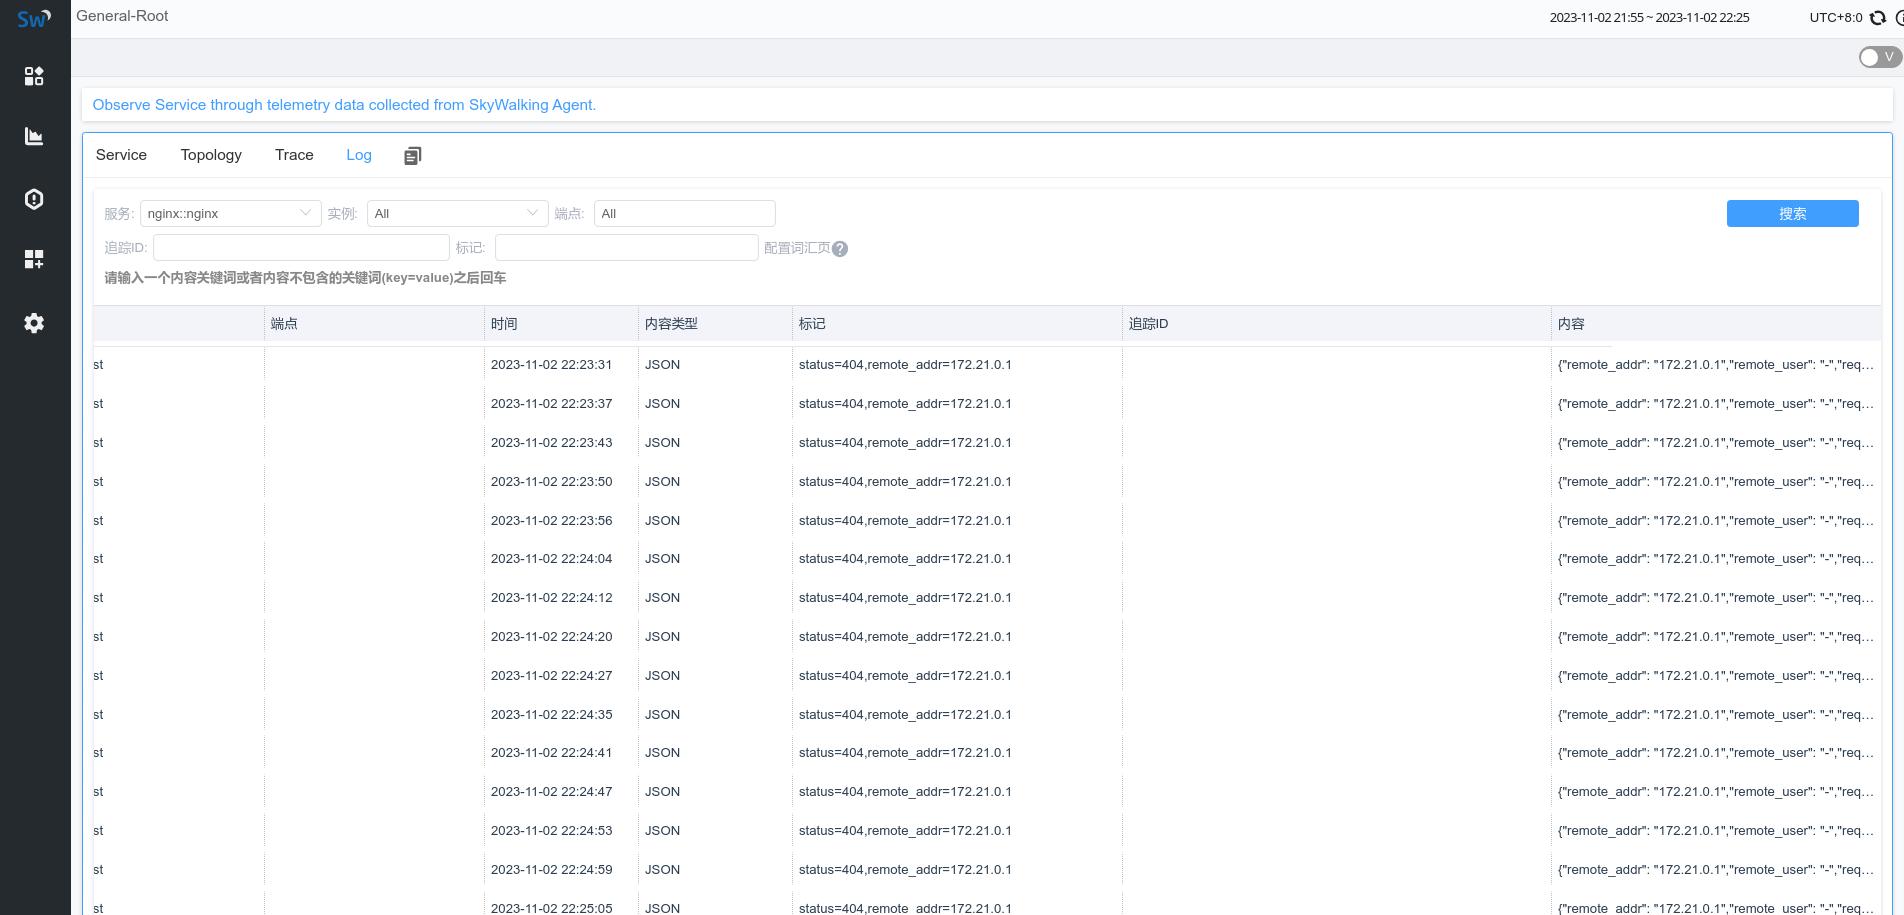 Sw
General-Root
2023-11-02 21:55 ~ 2023-11-02 22:25
UTC+8:0
V
Observe Service through telemetry data collected from SkyWalking Agent.
Service Topology Trace Log
服务: nginx::nginx 实例: All 端点: All 搜索
追踪ID: 标记: 配置词汇页 ?
请输入一个内容关键词或者内容不包含的关键词(key=value)之后回车
端点 时间 内容类型 标记 追踪ID 内容
st 2023-11-02 22:23:31 JSON status=404,remote_addr=172.21.0.1 {"remote_addr": "172.21.0.1","remote_user": "-","req...
st 2023-11-02 22:23:37 JSON status=404,remote_addr=172.21.0.1 {"remote_addr": "172.21.0.1","remote_user": "-","req...
st 2023-11-02 22:23:43 JSON status=404,remote_addr=172.21.0.1 {"remote_addr": "172.21.0.1","remote_user": "-","req...
st 2023-11-02 22:23:50 JSON status=404,remote_addr=172.21.0.1 {"remote_addr": "172.21.0.1","remote_user": "-","req...
st 2023-11-02 22:23:56 JSON status=404,remote_addr=172.21.0.1 {"remote_addr": "172.21.0.1","remote_user": "-","req...
st 2023-11-02 22:24:04 JSON status=404,remote_addr=172.21.0.1 {"remote_addr": "172.21.0.1","remote_user": "-","req...
st 2023-11-02 22:24:12 JSON status=404,remote_addr=172.21.0.1 {"remote_addr": "172.21.0.1","remote_user": "-","req...
st 2023-11-02 22:24:20 JSON status=404,remote_addr=172.21.0.1 {"remote_addr": "172.21.0.1","remote_user": "-","req...
st 2023-11-02 22:24:27 JSON status=404,remote_addr=172.21.0.1 {"remote_addr": "172.21.0.1","remote_user": "-","req...
st 2023-11-02 22:24:35 JSON status=404,remote_addr=172.21.0.1 {"remote_addr": "172.21.0.1","remote_user": "-","req...
st 2023-11-02 22:24:41 JSON status=404,remote_addr=172.21.0.1 {"remote_addr": "172.21.0.1","remote_user": "-","req...
st 2023-11-02 22:24:47 JSON status=404,remote_addr=172.21.0.1 {"remote_addr": "172.21.0.1","remote_user": "-","req...
st 2023-11-02 22:24:53 JSON status=404,remote_addr=172.21.0.1 {"remote_addr": "172.21.0.1","remote_user": "-","req...
st 2023-11-02 22:24:59 JSON status=404,remote_addr=172.21.0.1 {"remote_addr": "172.21.0.1","remote_user": "-","req...
st 2023-11-02 22:25:05 JSON status=404,remote_addr=172.21.0.1 {"remote_addr": "172.21.0.1","remote_user": "-","req...